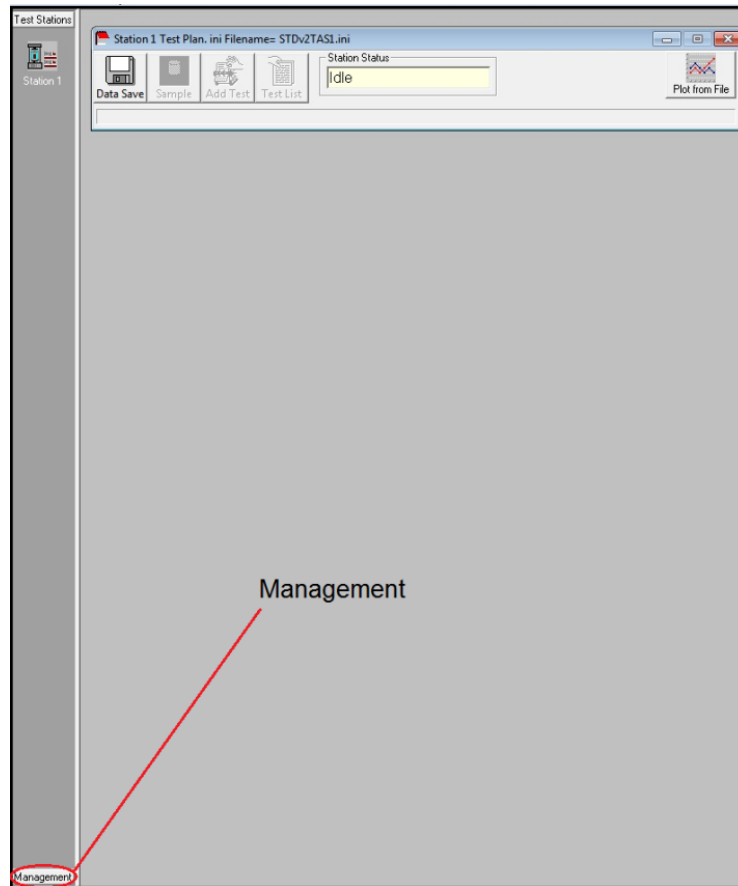 Test Stations
Station 1
Station 1 Test Plan. ini Filename= STDv2TAS1.ini
Data Save
Sample
Add Test
Test List
Station Status
Idle
Plot from File
Management
Management